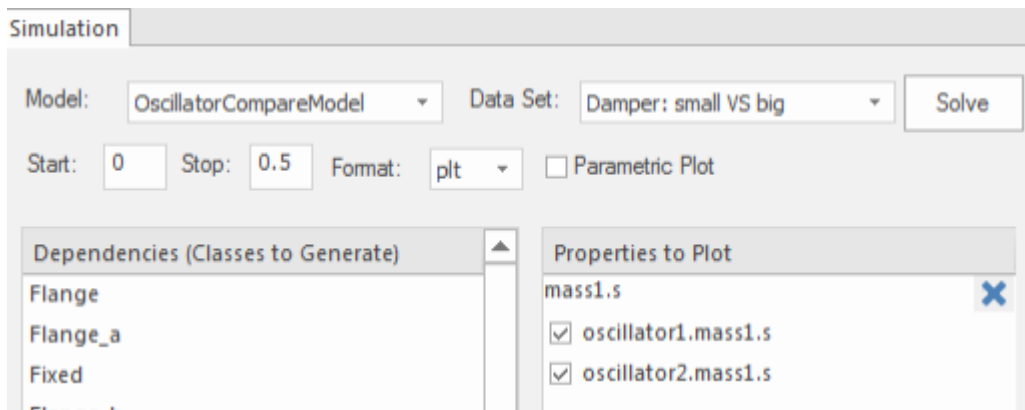 Simulation
Model: OscillatorCompareModel Data Set: Damper: small VS big Solve
Start: 0 Stop: 0.5 Format: plt Parametric Plot
Dependencies (Classes to Generate) Properties to Plot
Flange mass1.s
Flange_a oscillator1.mass1.s
Fixed oscillator2.mass1.s